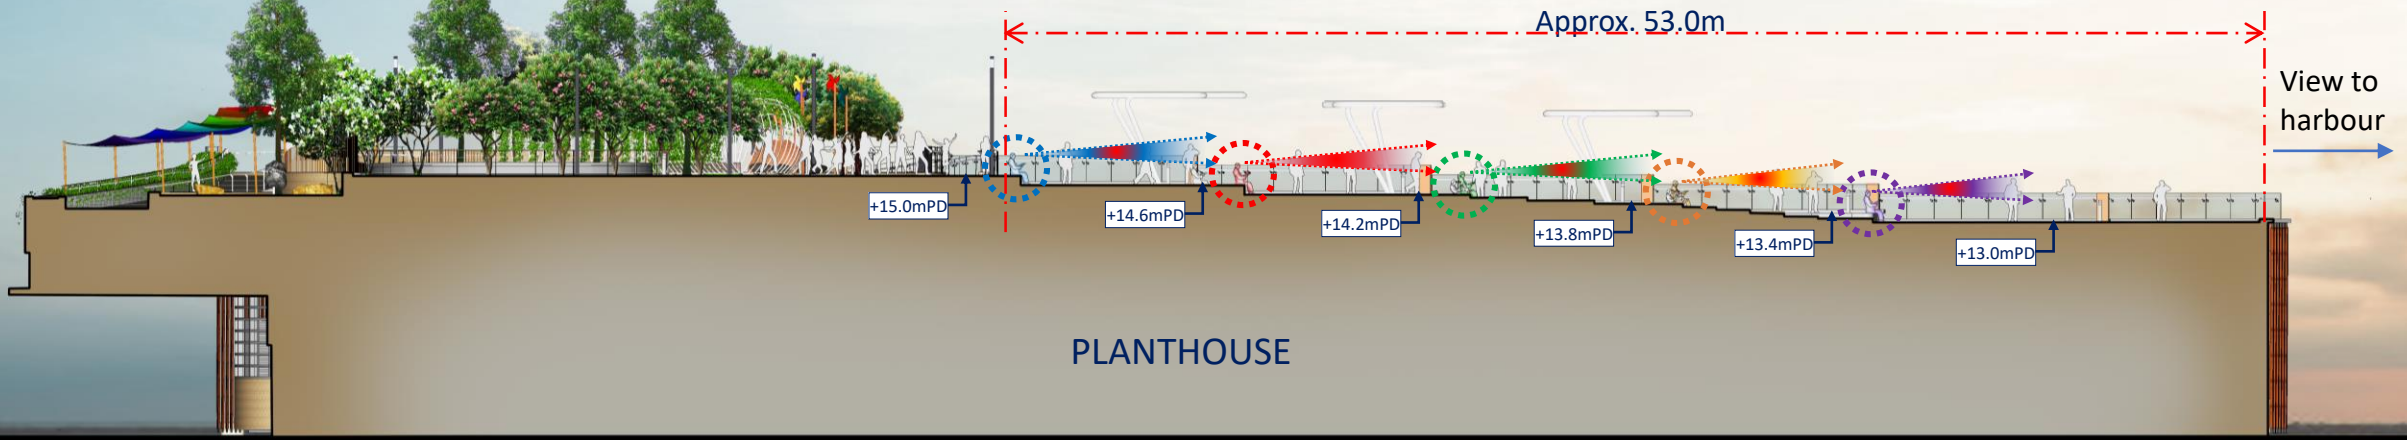 Approx. 53.0m
View to
harbour
+15.0mPD
+14.6mPD
+14.2mPD
+13.8mPD
+13.4mPD
+13.0mPD
PLANTHOUSE